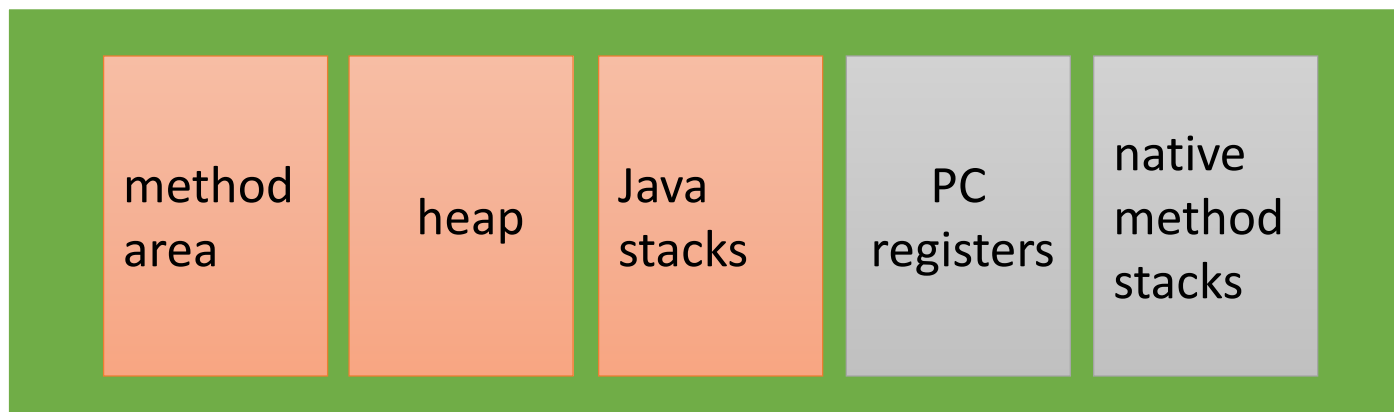 method
area
heap
Java
stacks
PC
registers
native
method
stacks